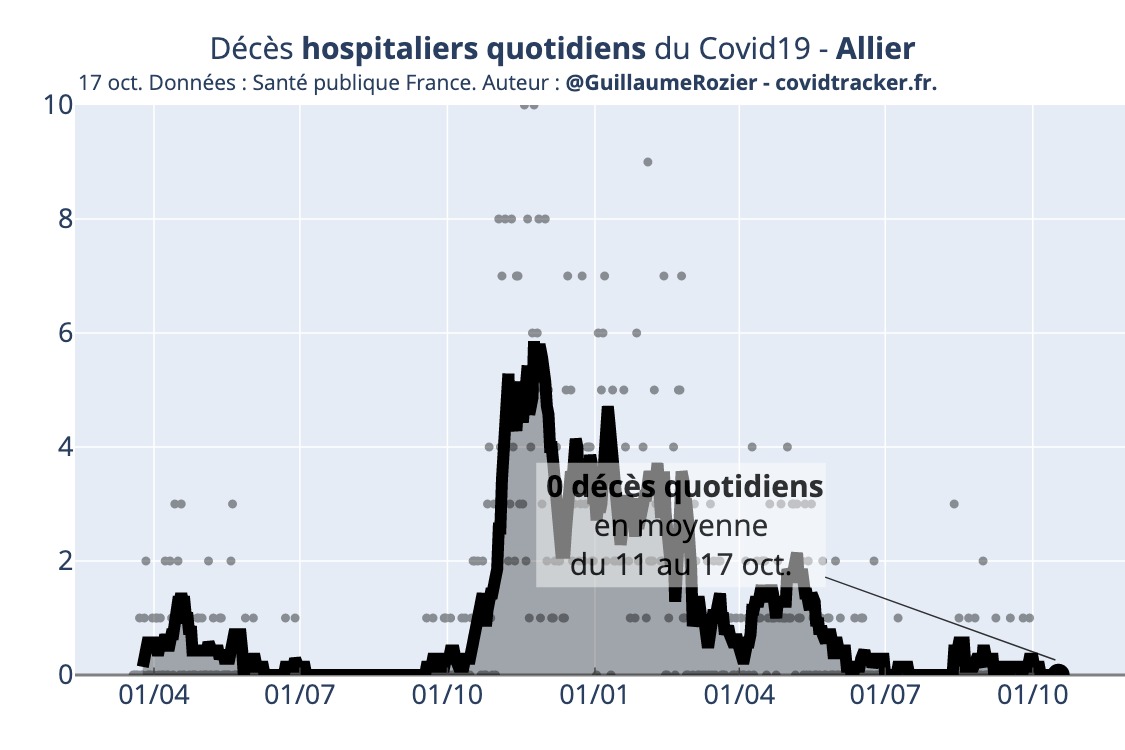 Décès hospitaliers quotidiens du Covid19 - Allier
17 oct. Données : Santé publique France. Auteur : @GuillaumeRozier - covidtracker.fr.
10
8
6
4
2
0
0 décès quotidiens
en moyenne
du 11 au 17 oct.
01/04 01/07 01/10 01/01 01/04 01/07 01/10